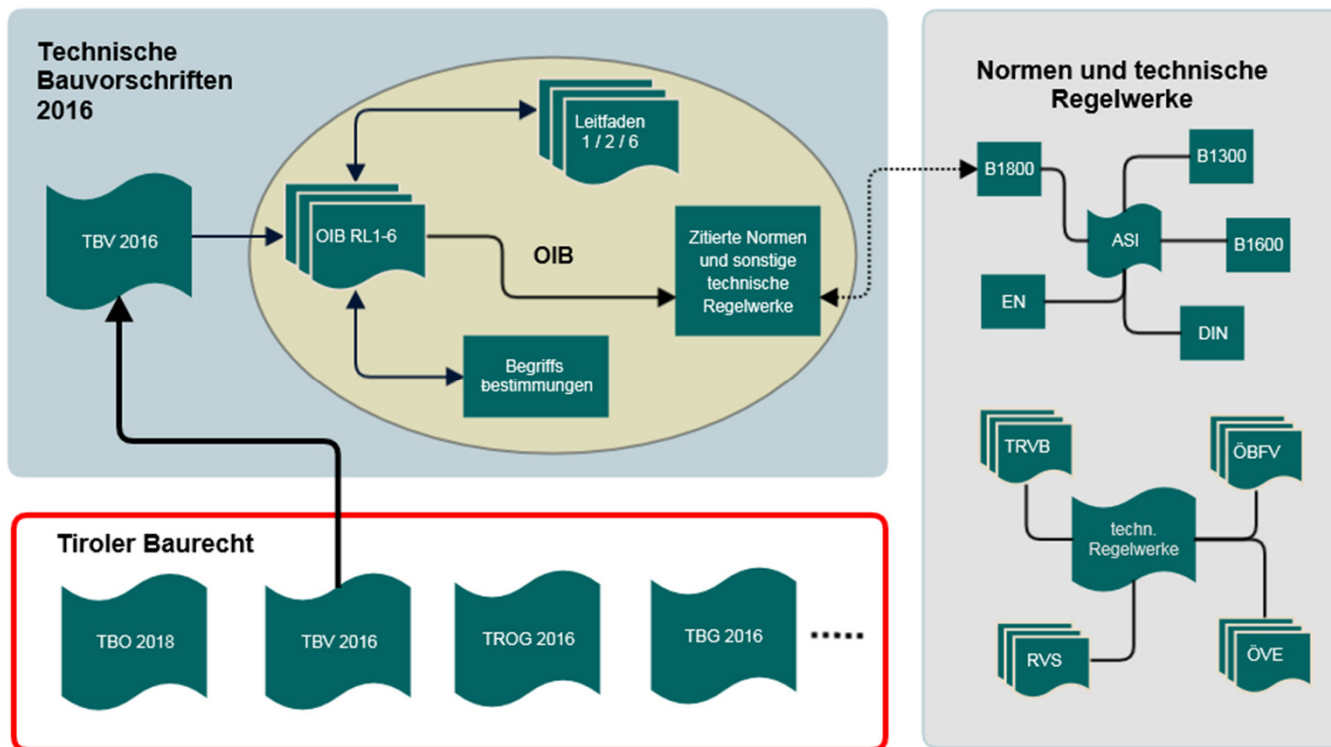 Technische
Bauvorschriften
2016
TBV 2016
OIB RL1-6
Leitfaden
1 / 2 / 6
OIB
Zitierte Normen
und sonstige
technische
Regelwerke
Begriffs
bestimmungen
Normen und technische
Regelwerke
B1800
B1300
ASI
B1600
EN
DIN
TRVB
ÖBFV
techn.
Regelwerke
RVS
ÖVE
Tiroler Baurecht
TBO 2018
TBV 2016
TROG 2016
TBG 2016